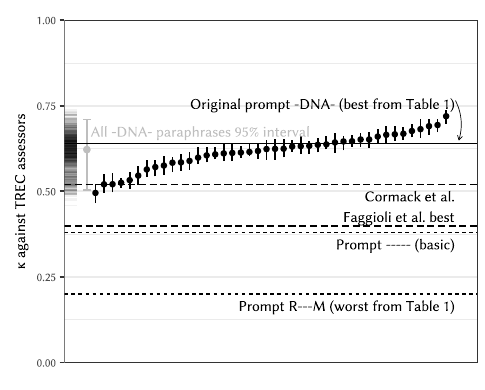 1.00
0.75
0.50
0.25
0.00
κ against TREC assessors
Original prompt -DNA- (best from Table 1)
All -DNA- paraphrases 95% interval
Cormack et al.
Faggioli et al. best
Prompt ----- (basic)
Prompt R---M (worst from Table 1)